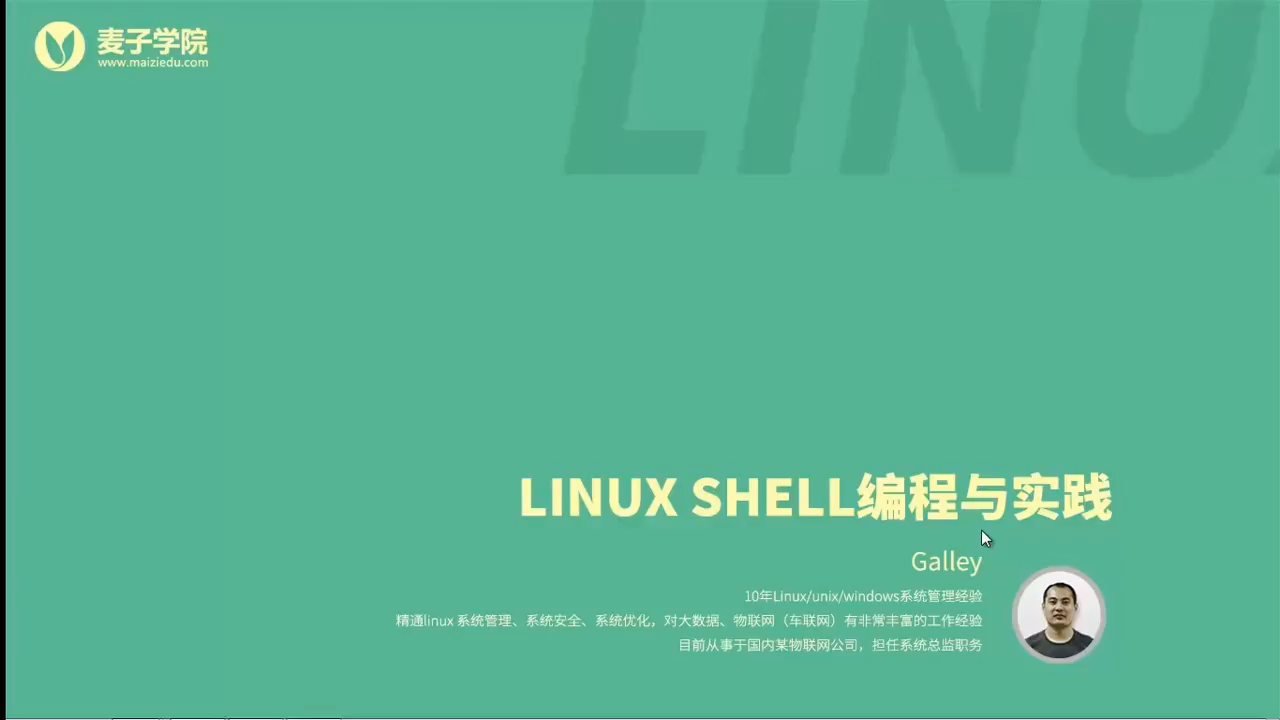 麦子学院
www.maiziedu.com
LINUX
LINUX SHELL编程与实践
Galley
10年Linux/unix/windows系统管理经验
精通linux 系统管理、系统安全、系统优化，对大数据、物联网（车联网）有非常丰富的工作经验
目前从事于国内某物联网公司，担任系统总监职务